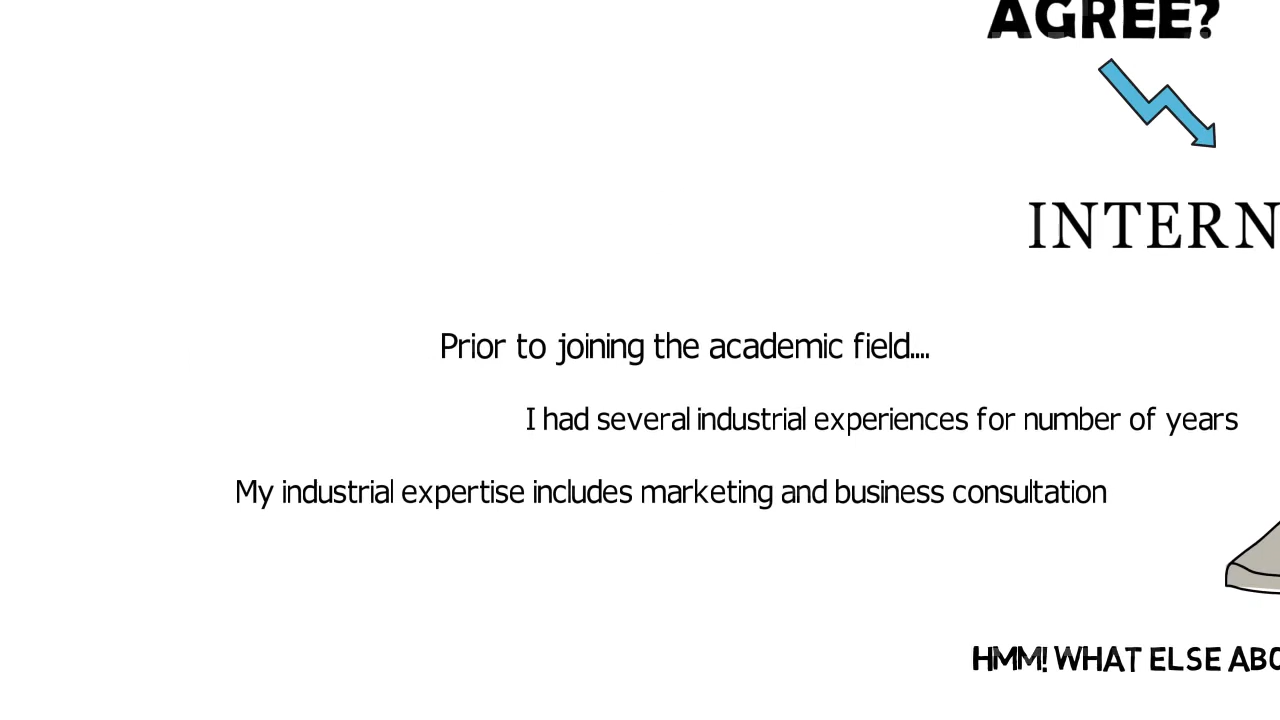 AGREE?
INTERN
Prior to joining the academic field....
I had several industrial experiences for number of years
My industrial expertise includes marketing and business consultation
HMM! WHAT ELSE ABO